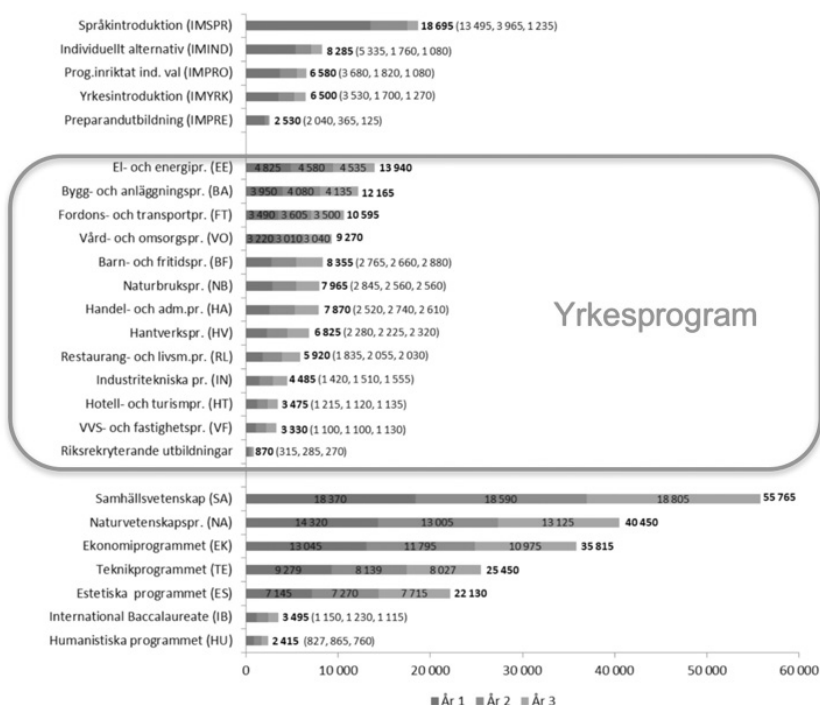 Språkintroduktion (IMSPR) 18 695 (13 495, 3 965, 1 235)
Individuellt alternativ (IMIND) 8 285 (5 335, 1 760, 1 080)
Prog.inriktat ind. val (IMPRO) 6 580 (3 680, 1 820, 1 080)
Yrkesintroduktion (IMYRK) 6 500 (3 530, 1 700, 1 270)
Preparandutbildning (IMPRE) 2 530 (2 040, 365, 125)
El- och energipr. (EE) 4 825 4 580 4 535 13 940
Bygg- och anläggningspr. (BA) 3 950 4 080 4 135 12 165
Fordons- och transportpr. (FT) 3 490 3 605 3 500 10 595
Vård- och omsorgspr. (VO) 3 220 3 010 3 040 9 270
Barn- och fritidspr. (BF) 8 355 (2 765, 2 660, 2 880)
Naturbrukspr. (NB) 7 965 (2 845, 2 560, 2 560)
Handel- och adm.pr. (HA) 7 870 (2 520, 2 740, 2 610)
Yrkesprogram
Hantverkspr. (HV) 6 825 (2 280, 2 225, 2 320)
Restaurang- och livsm.pr. (RL) 5 920 (1 835, 2 055, 2 030)
Industritekniska pr. (IN) 4 485 (1 420, 1 510, 1 555)
Hotell- och turismpr. (HT) 3 475 (1 215, 1 120, 1 135)
VVS- och fastighetspr. (VF) 3 330 (1 100, 1 100, 1 130)
Riksrekryterande utbildningar 870 (315, 285, 270)
Samhällsvetenskap (SA) 18 370 18 590 18 805 55 765
Naturvetenskapspr. (NA) 14 320 13 005 13 125 40 450
Ekonomiprogrammet (EK) 13 045 11 795 10 975 35 815
Teknikprogrammet (TE) 9 279 8 139 8 027 25 450
Estetiska programmet (ES) 7 145 7 270 7 715 22 130
International Baccalaureate (IB) 3 495 (1 150, 1 230, 1 115)
Humanistiska programmet (HU) 2 415 (827, 865, 760)
0 10 000 20 000 30 000 40 000 50 000 60 000
År 1 År 2 År 3